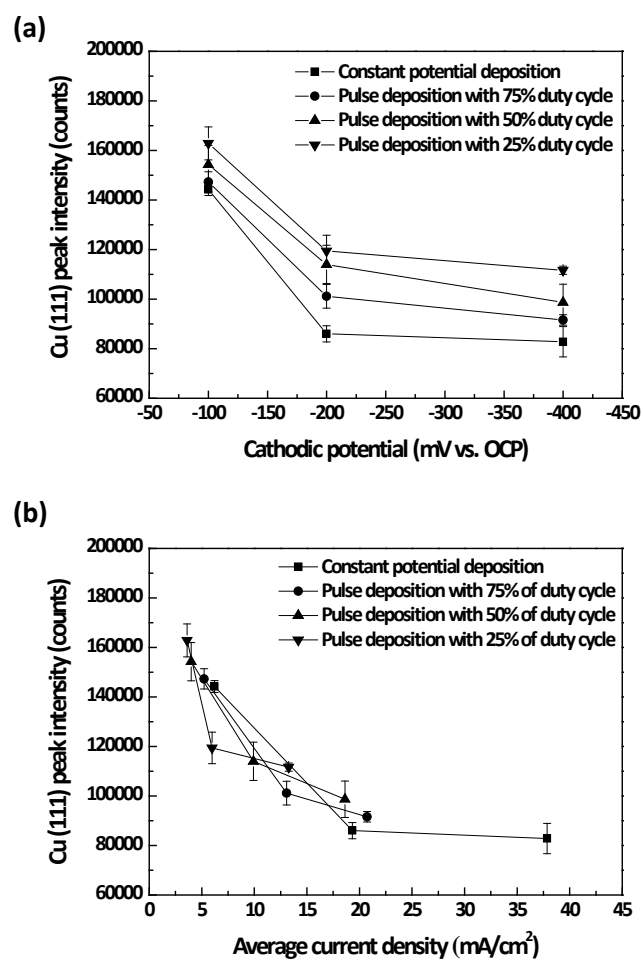 (a)
200000
180000
160000
140000
120000
100000
80000
60000
Cu (111) peak intensity (counts)
Constant potential deposition
Pulse deposition with 75% duty cycle
Pulse deposition with 50% duty cycle
Pulse deposition with 25% duty cycle
-50 -100 -150 -200 -250 -300 -350 -400 -450
Cathodic potential (mV vs. OCP)
(b)
200000
180000
160000
140000
120000
100000
80000
60000
Cu (111) peak intensity (counts)
Constant potential deposition
Pulse deposition with 75% of duty cycle
Pulse deposition with 50% of duty cycle
Pulse deposition with 25% of duty cycle
0 5 10 15 20 25 30 35 40 45
Average current density (mA/cm²)